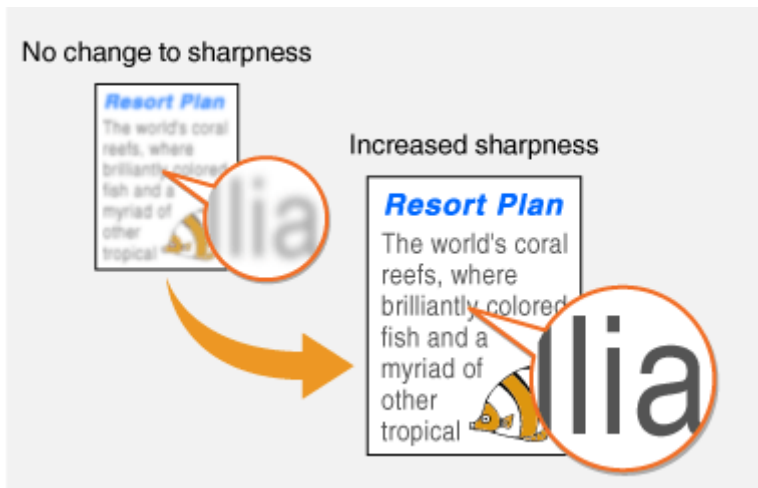 No change to sharpness
Resort Plan
The world's coral
reefs, where
brilliantly colored
fish and a
myriad of
other
tropical
lia
Increased sharpness
Resort Plan
The world's coral
reefs, where
brilliantly colored
fish and a
myriad of
other
tropical
llia